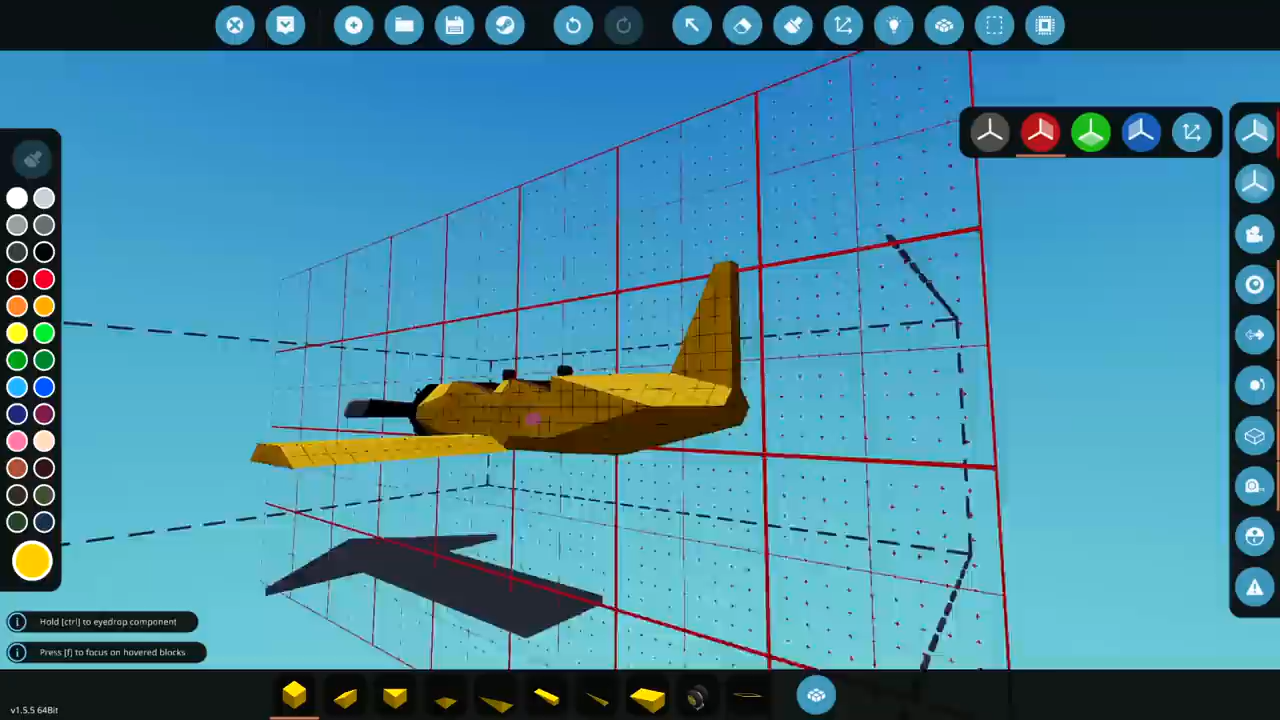 Hold [ctrl] to eyedrop component
Press [f] to focus on hovered blocks
v1.5.5 64Bit